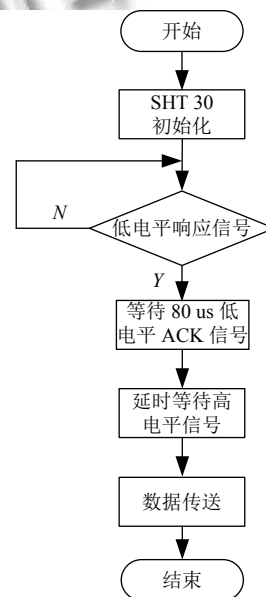 开始
SHT 30
初始化
N
低电平响应信号
Y
等待 80 us 低
电平 ACK 信号
延时等待高
电平信号
数据传送
结束